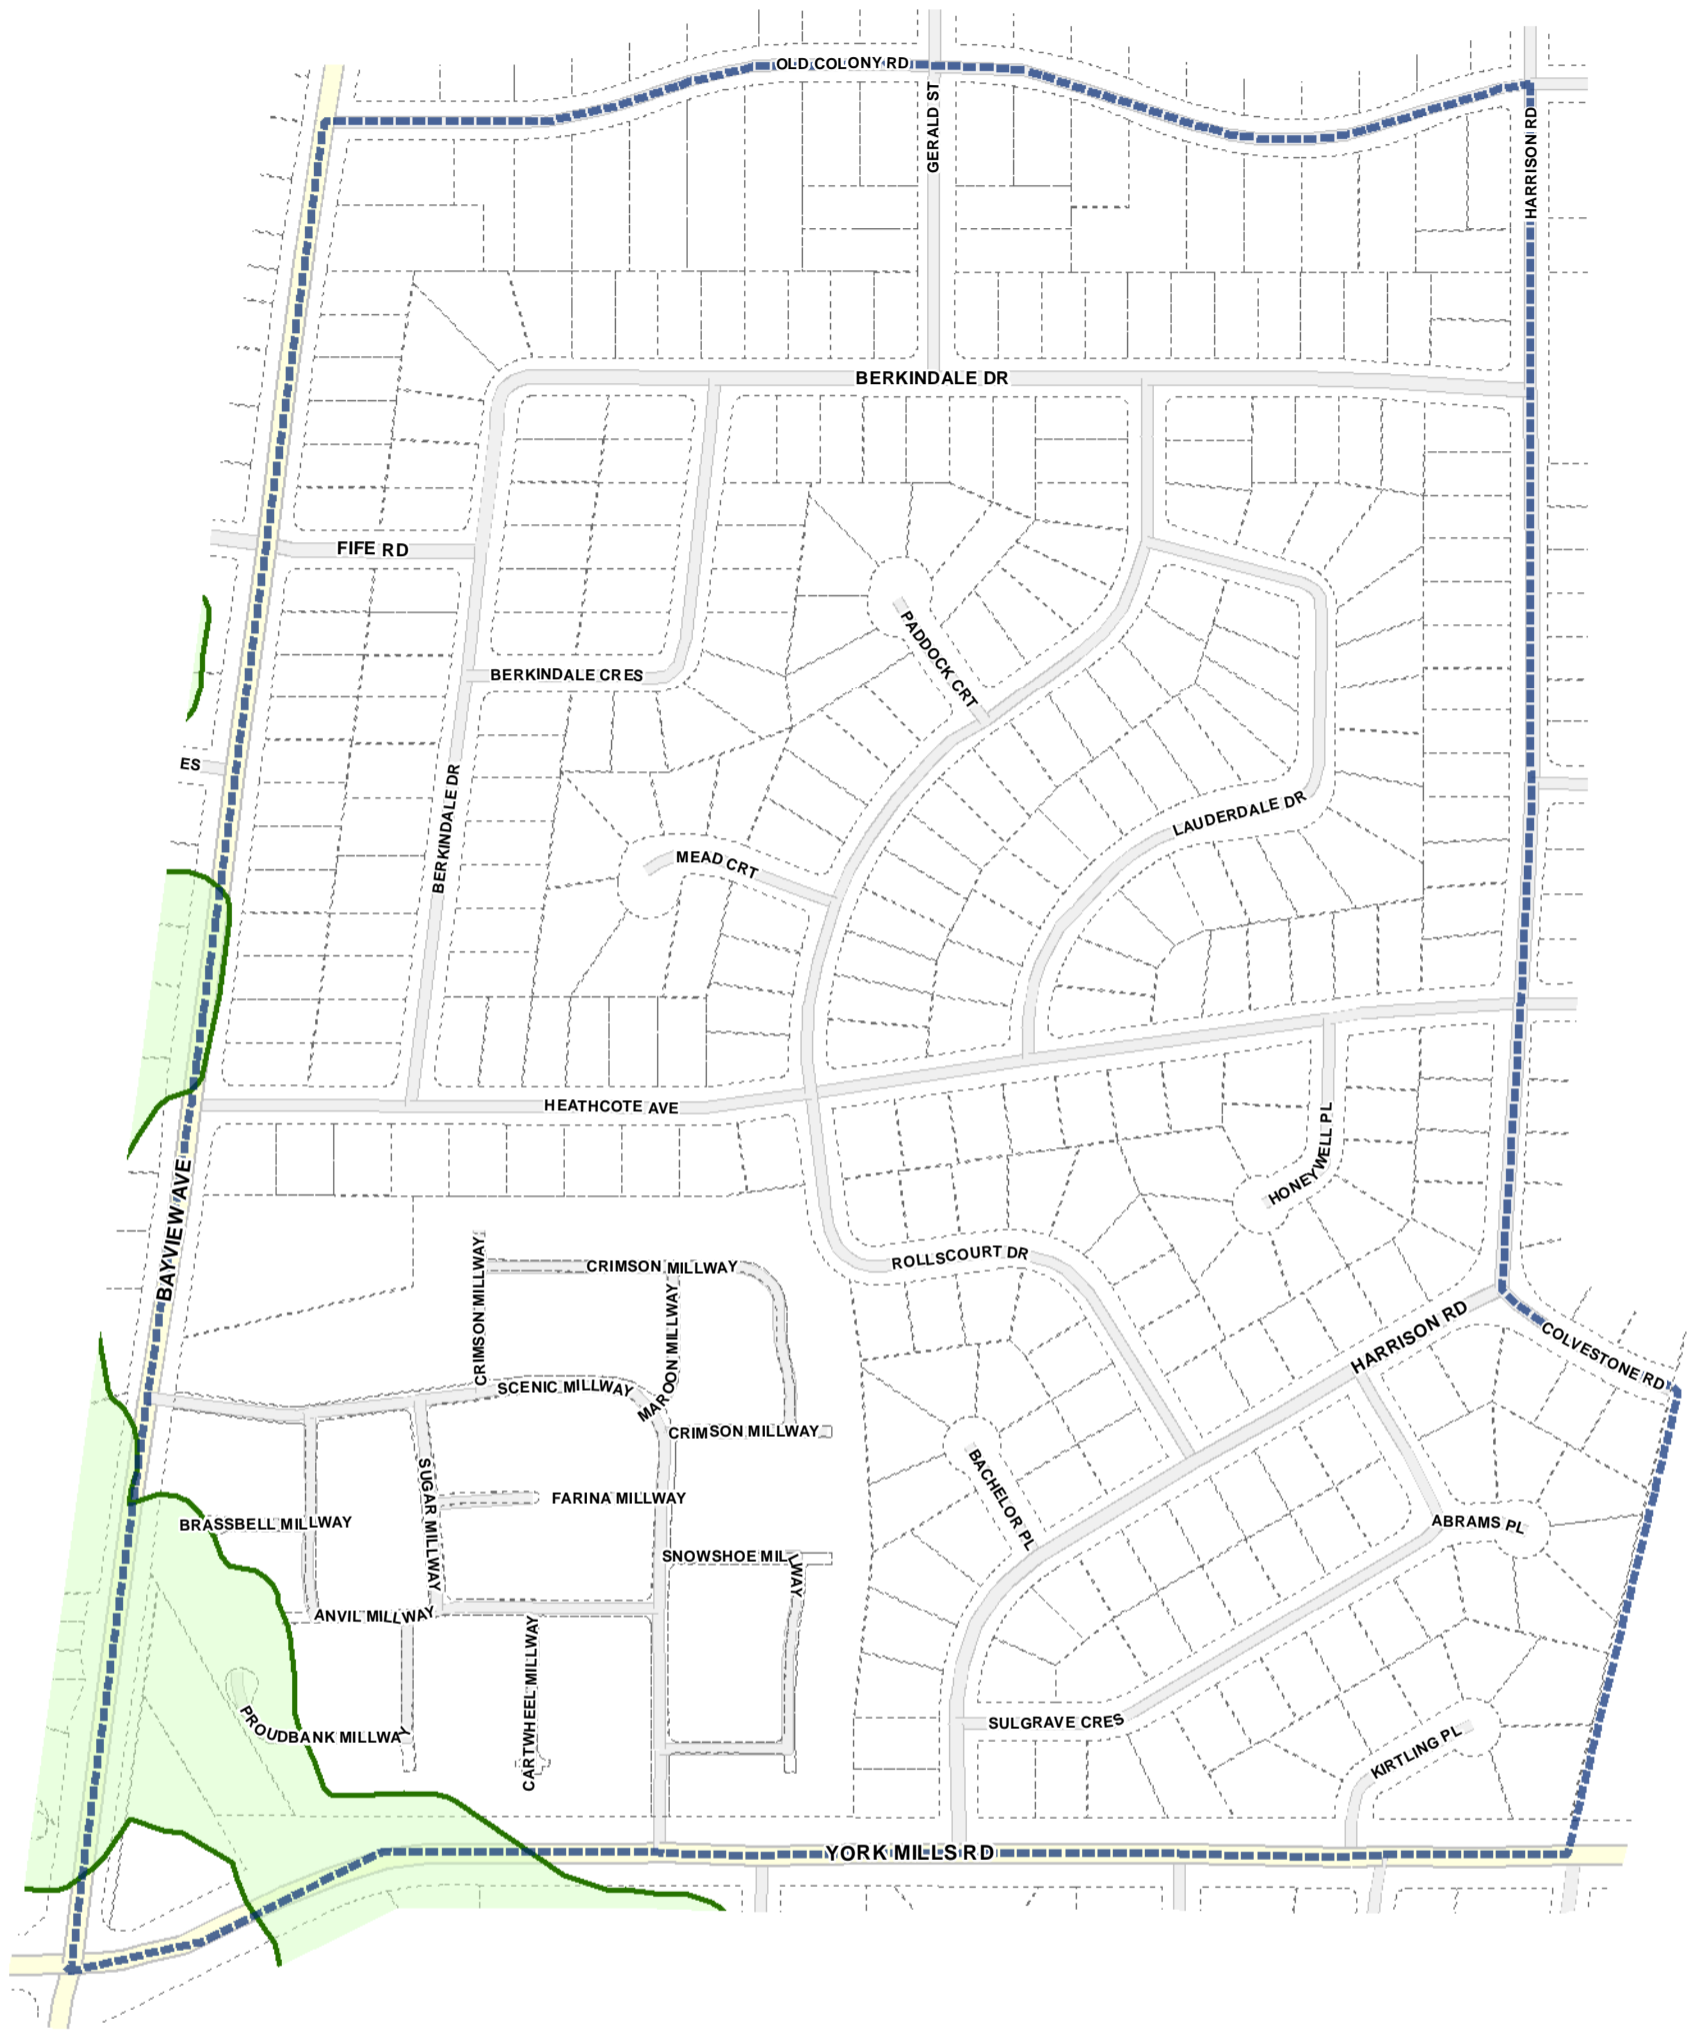 OLD COLONY RD
GERALD ST
HARRISON RD
BERKINDALE DR
FIFE RD
PADDOCK CRT
BERKINDALE CRES
ES
BERKINDALE DR
LAUDERDALE DR
MEAD CRT
HEATHCOTE AVE
HONEYWELL PL
BAYVIEW AVE
ROLLSCOURT DR
CRIMSON MILLWAY
CRIMSON MILLWAY
MAROON MILLWAY
HARRISON RD
COLVESTONE RD
SCENIC MILLWAY
CRIMSON MILLWAY
SUGAR MILLWAY
BACHELOR PL
FARINA MILLWAY
BRASSBELL MILLWAY
ABRAMS PL
SNOWSHOE MILLWAY
ANVIL MILLWAY
CARTWHEEL MILLWAY
PROUDBANK MILLWAY
SULGRAVE CRES
KIRTLING PL
YORK MILLS RD